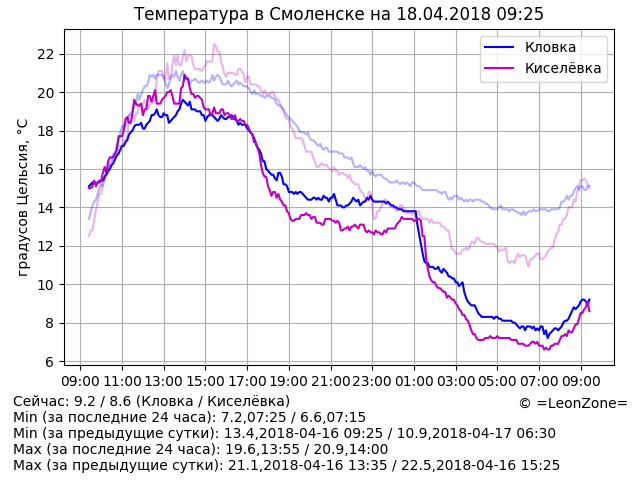 Температура в Смоленске на 18.04.2018 09:25
градусов Цельсия, °C
22
20
18
16
14
12
10
8
6
Кловка
Киселёвка
09:00 11:00 13:00 15:00 17:00 19:00 21:00 23:00 01:00 03:00 05:00 07:00 09:00
Сейчас: 9.2 / 8.6 (Кловка / Киселёвка)
© =LeonZone=
Min (за последние 24 часа): 7.2,07:25 / 6.6,07:15
Min (за предыдущие сутки): 13.4,2018-04-16 09:25 / 10.9,2018-04-17 06:30
Max (за последние 24 часа): 19.6,13:55 / 20.9,14:00
Max (за предыдущие сутки): 21.1,2018-04-16 13:35 / 22.5,2018-04-16 15:25